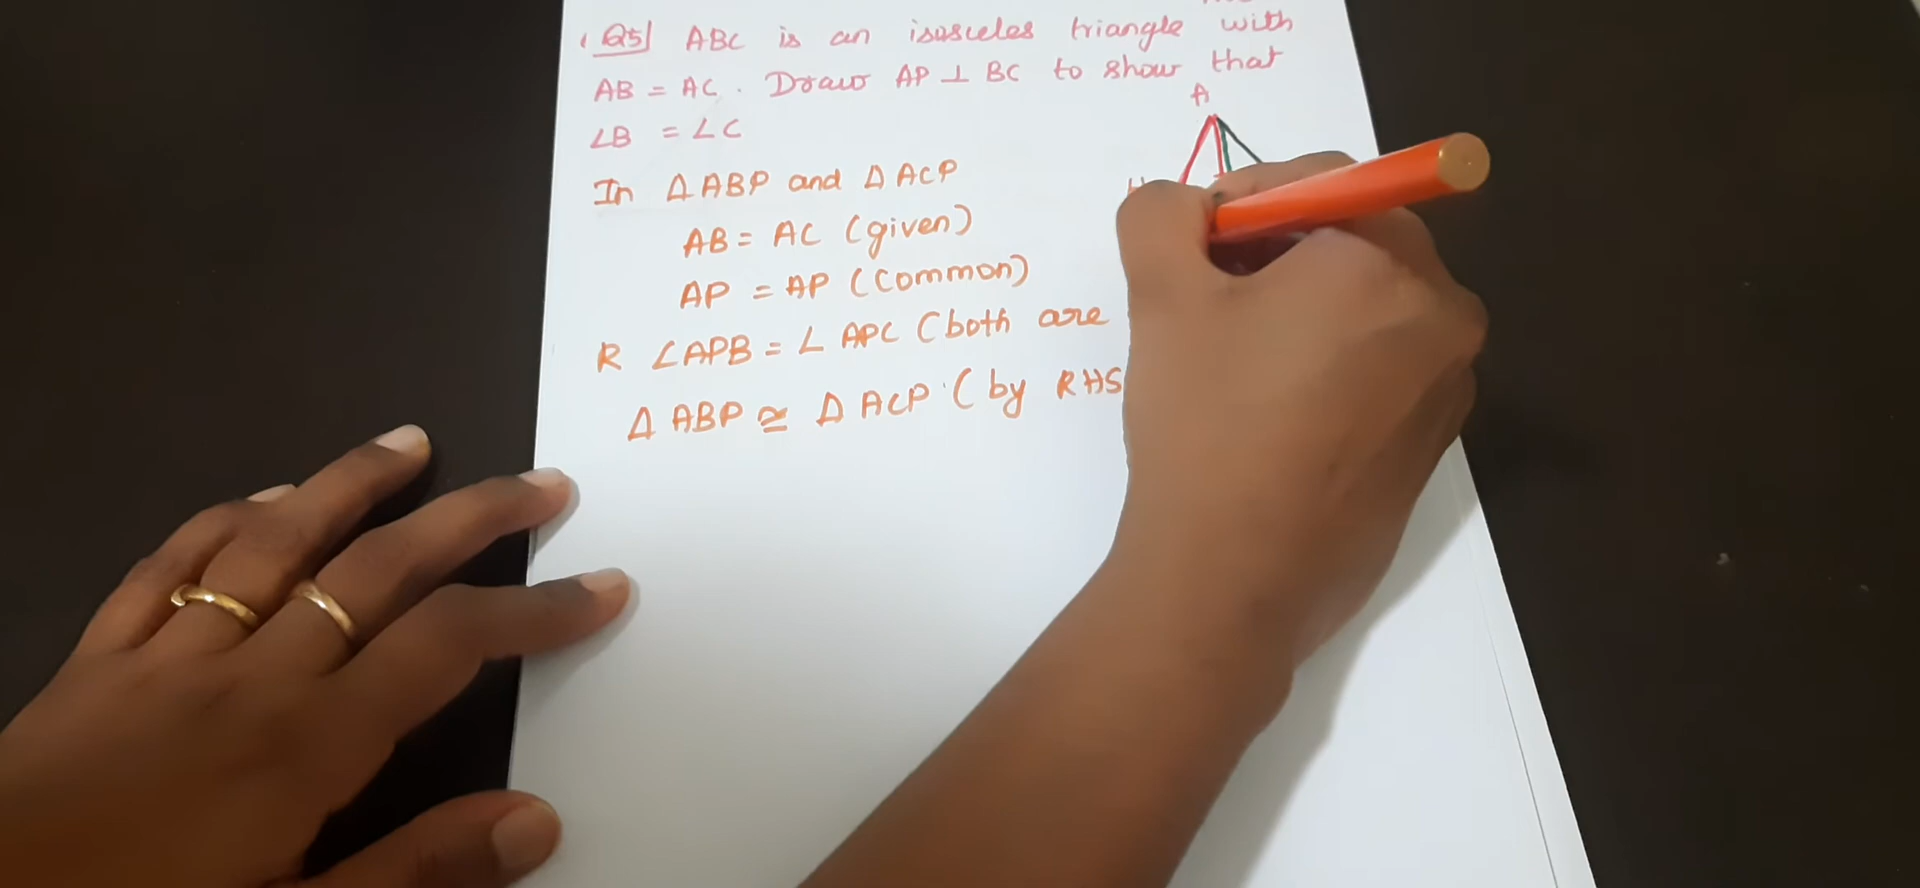 Q5] ABC is an isosceles triangle with
AB = AC. Draw AP ⊥ BC to show that
∠B = ∠C
A
In Δ ABP and Δ ACP
AB = AC (given)
AP = AP (Common)
R ∠APB = ∠ APC (both are
Δ ABP ≅ Δ ACP (by RHS